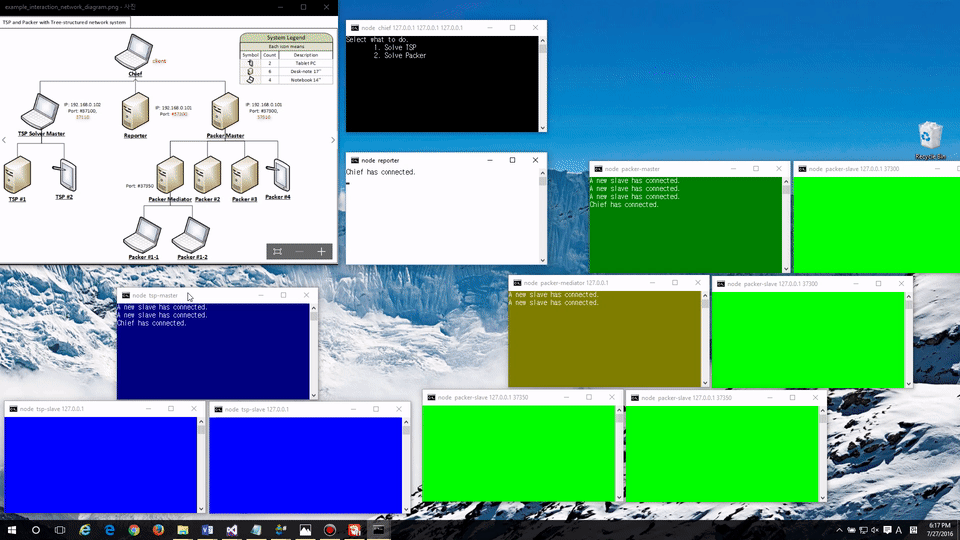 example_interaction_network_diagram.png - 사진
TSP and Packer with Tree-structured network system
System Legend
Each icon means
Symbol Count Description
2 Tablet PC
6 Desk-note 17"
4 Notebook 14"
Chief
client
IP: 192.168.0.102
Port: #37100,
37110
TSP Solver Master
IP: 192.168.0.101
Port: #37200
Reporter
IP: 192.168.0.101
Port: #37300,
37310
Packer Master
TSP #1
TSP #2
Port: #37350
Packer Mediator
Packer #2
Packer #3
Packer #4
Packer #1-1
Packer #1-2
node chief 127.0.0.1 127.0.0.1 127.0.0.1
Select what to do.
1. Solve TSP
2. Solve Packer
node reporter
Chief has connected.
Recycle Bin
node packer-master
A new slave has connected.
A new slave has connected.
A new slave has connected.
Chief has connected.
node packer-slave 127.0.0.1 37300
node tsp-master
A new slave has connected.
A new slave has connected.
Chief has connected.
node packer-mediator 127.0.0.1
A new slave has connected.
A new slave has connected.
node packer-slave 127.0.0.1 37300
node tsp-slave 127.0.0.1
node tsp-slave 127.0.0.1
node packer-slave 127.0.0.1 37350
node packer-slave 127.0.0.1 37350
A
6:17 PM
7/27/2016